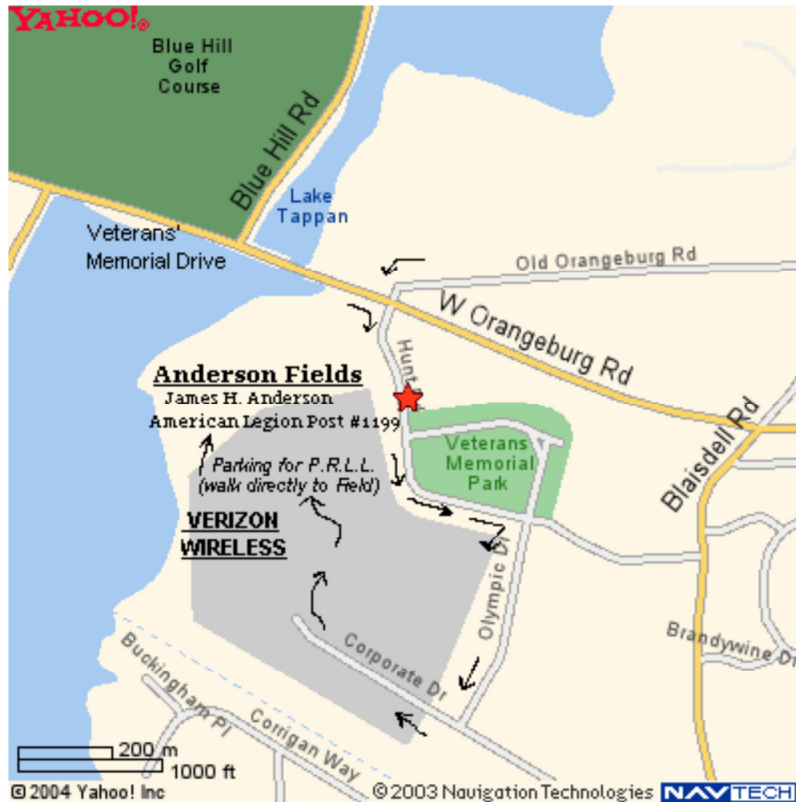 YAHOO!®
Blue Hill
Golf
Course
Blue Hill Rd
Lake
Tappan
Veterans'
Memorial Drive
Old Orangeburg Rd
W Orangeburg Rd
Hunt
Anderson Fields
James H. Anderson
American Legion Post #1199
Veterans
Memorial
Park
Blaisdell Rd
Parking for P.R.L.L.
(walk directly to Field)
VERIZON
WIRELESS
Olympic Dr
Brandywine Dr
Corporate Dr
Buckingham Pl
Corrigan Way
200 m
1000 ft
© 2004 Yahoo! Inc
© 2003 Navigation Technologies NAVTECH